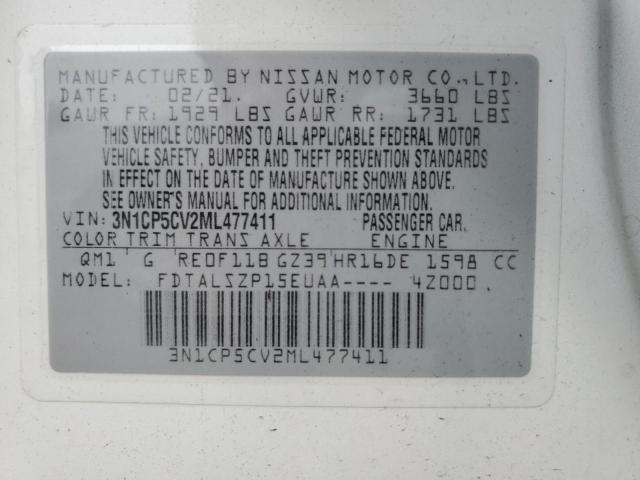 MANUFACTURED BY NISSAN MOTOR CO., LTD.
DATE: 02/21. GVWR: 3660 LBS
GAWR FR: 1929 LBS GAWR RR: 1731 LBS
THIS VEHICLE CONFORMS TO ALL APPLICABLE FEDERAL MOTOR
VEHICLE SAFETY, BUMPER AND THEFT PREVENTION STANDARDS
IN EFFECT ON THE DATE OF MANUFACTURE SHOWN ABOVE.
SEE OWNER'S MANUAL FOR ADDITIONAL INFORMATION.
VIN: 3N1CP5CV2ML477411 PASSENGER CAR.
COLOR TRIM TRANS AXLE ENGINE
QM1 G RE0F11B GZ39 HR16DE 1598 CC
MODEL: FDTALSZP15EUAA---- 4Z000.
3N1CP5CV2ML477411